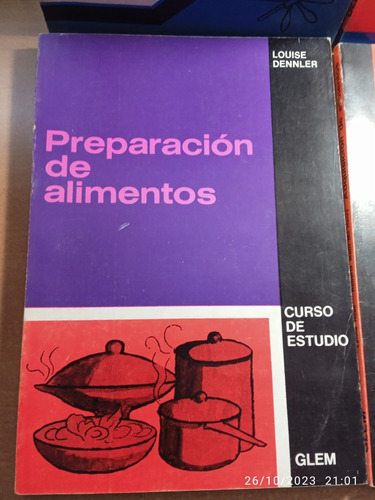 LOUISE
DENNLER
Preparación
de
alimentos
CURSO
DE
ESTUDIO
GLEM
26/10/2023 21:01